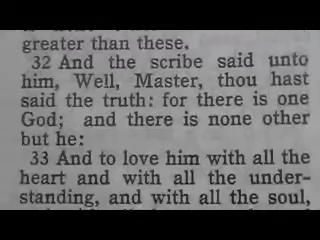 greater than these.
32 And the scribe said unto
him, Well, Master, thou hast
said the truth: for there is one
God; and there is none other
but he:
33 And to love him with all the
heart and with all the under-
standing, and with all the soul,